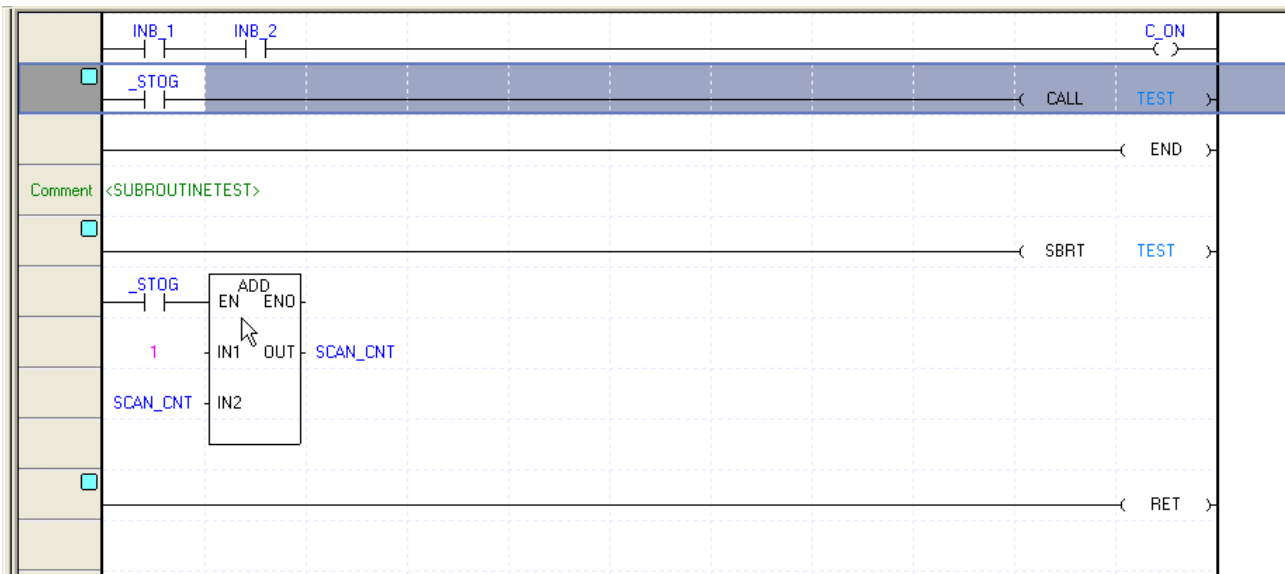 INB_1 INB_2 C_ON
_STOG CALL TEST
END
Comment <SUBROUTINETEST>
SBRT TEST
_STOG ADD
EN ENO
1 IN1 OUT SCAN_CNT
SCAN_CNT IN2
RET